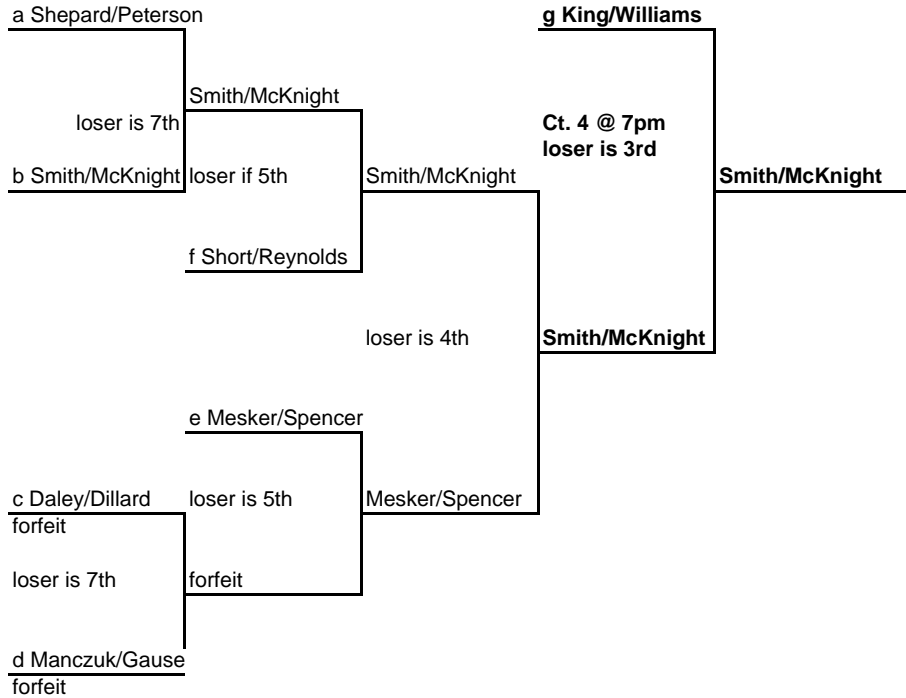 a Shepard/Peterson
g King/Williams
Smith/McKnight
loser is 7th
Ct. 4 @ 7pm
loser is 3rd
b Smith/McKnight
loser if 5th
Smith/McKnight
Smith/McKnight
f Short/Reynolds
loser is 4th
Smith/McKnight
e Mesker/Spencer
c Daley/Dillard
forfeit
loser is 5th
Mesker/Spencer
loser is 7th
forfeit
d Manczuk/Gause
forfeit